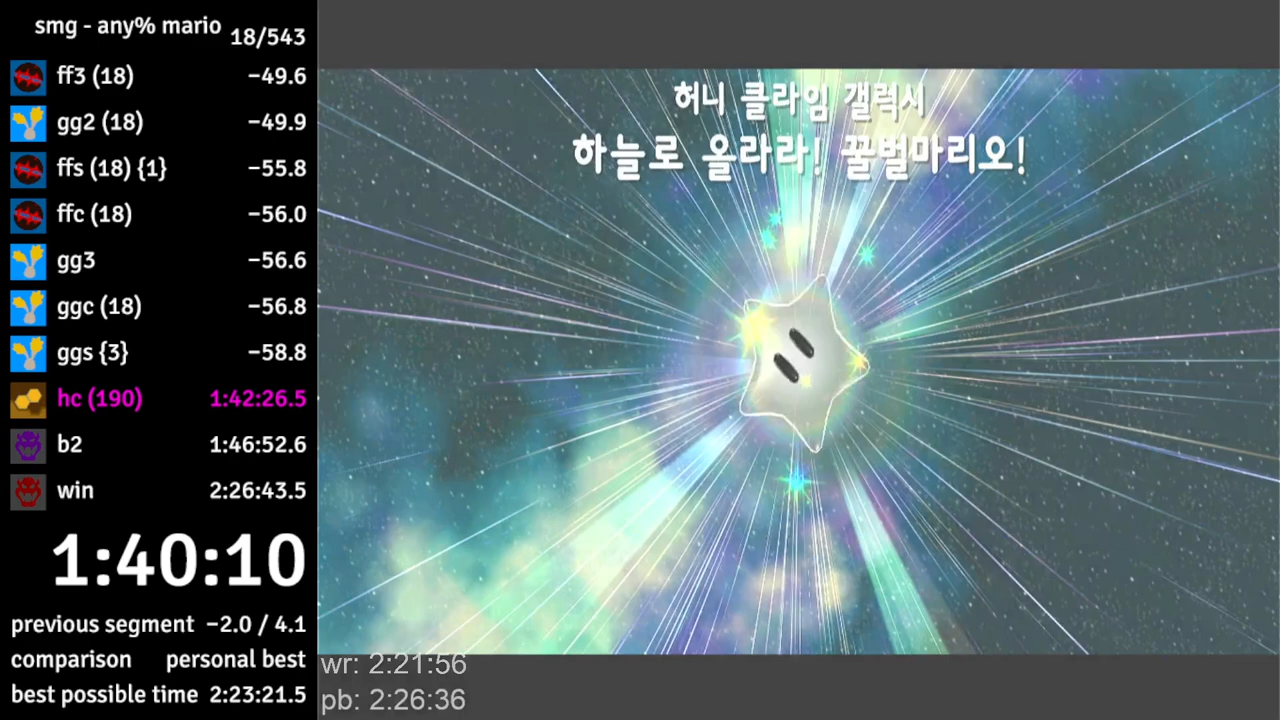 smg - any% mario 18/543
ff3 (18) −49.6
gg2 (18) −49.9
ffs (18) {1} −55.8
ffc (18) −56.0
gg3 −56.6
ggc (18) −56.8
ggs {3} −58.8
hc (190) 1:42:26.5
b2 1:46:52.6
win 2:26:43.5
1:40:10
previous segment −2.0 / 4.1
comparison personal best
best possible time 2:23:21.5
허니 클라임 갤럭시
하늘로 올라라! 꿀벌마리오!
wr: 2:21:56
pb: 2:26:36